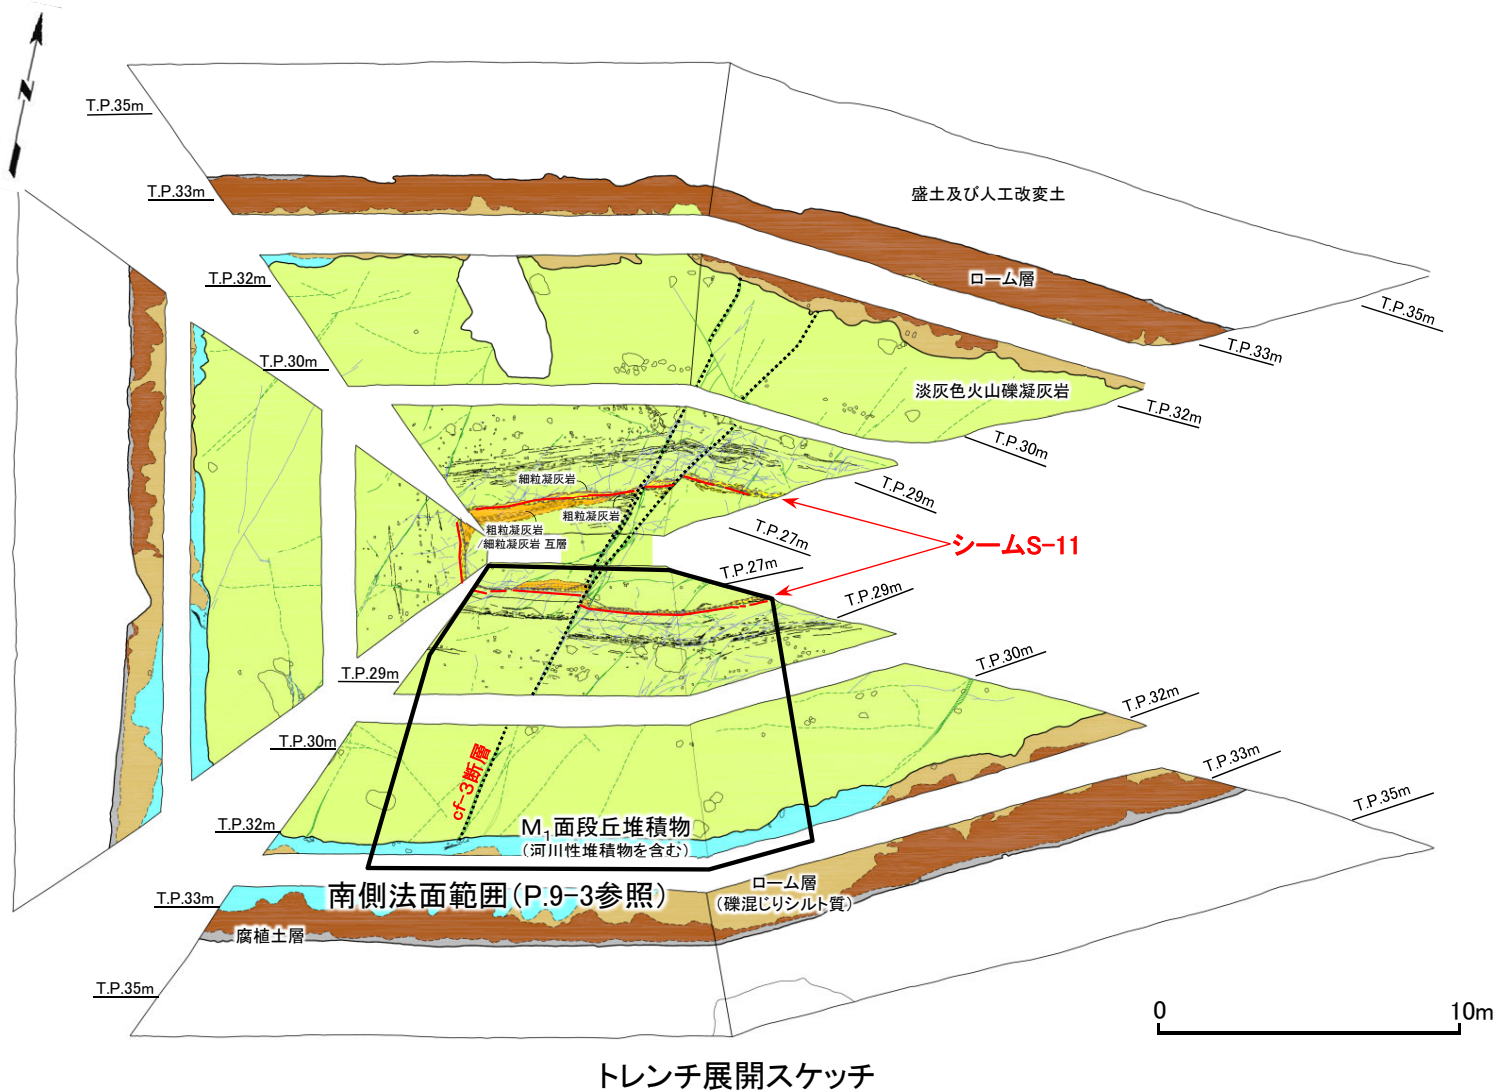 N
T.P.35m
T.P.33m
盛土及び人工改変土
ローム層
T.P.32m
T.P.35m
T.P.33m
T.P.30m
淡灰色火山礫凝灰岩
T.P.32m
T.P.30m
細粒凝灰岩
T.P.29m
粗粒凝灰岩
粗粒凝灰岩
/細粒凝灰岩 互層
T.P.27m
シームS-11
T.P.27m
T.P.29m
T.P.29m
T.P.30m
T.P.32m
T.P.30m
cf-3断層
T.P.33m
T.P.32m
M1面段丘堆積物
(河川性堆積物を含む)
T.P.35m
南側法面範囲(P.9-3参照)
ローム層
(礫混じりシルト質)
T.P.33m
腐植土層
T.P.35m
0 10m
トレンチ展開スケッチ